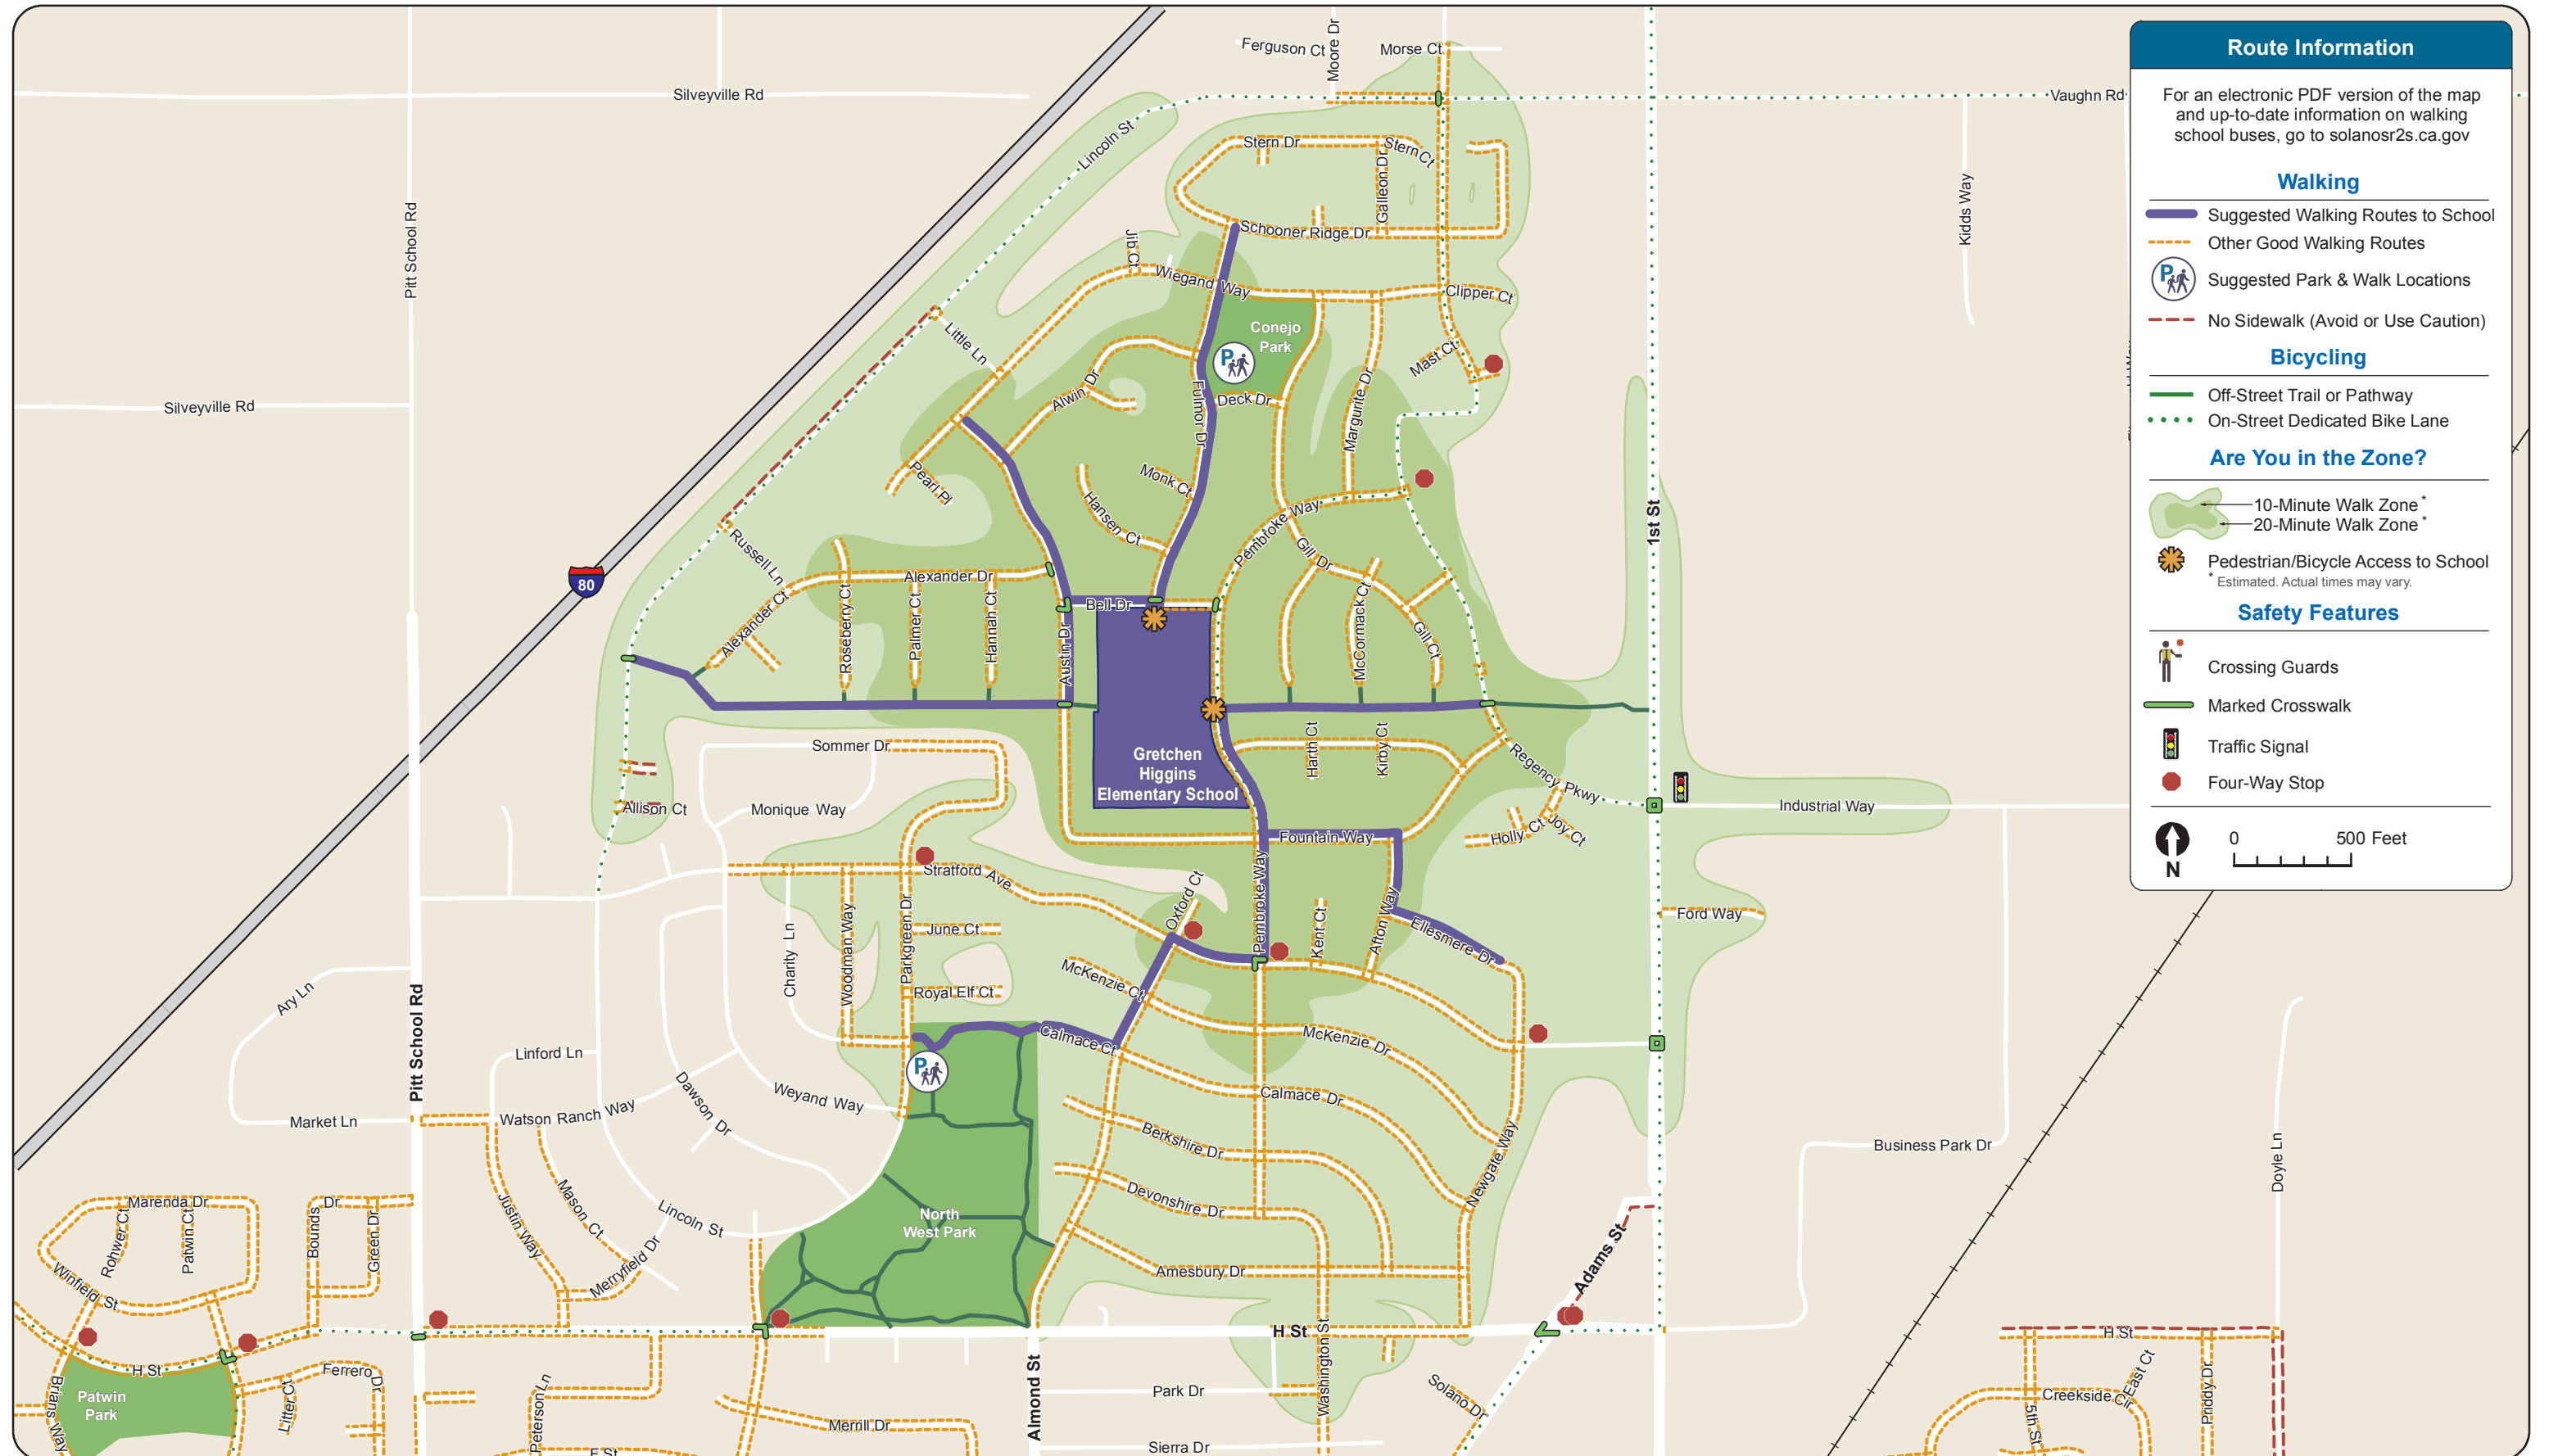 Ferguson Ct
Moore Dr
Morse Ct
Silveyville Rd
Vaughn Rd
Lincoln St
Stern Dr
Stern Ct
Galleon Dr
Pitt School Rd
Kidds Way
Schooner Ridge Dr
Jib Ct
Wiegand Way
Clipper Ct
Conejo
Park
Little Ln
Mast Ct
P
Alwin Dr
Fulmor Dr
Deck Dr
Margurite Dr
Silveyville Rd
Pearl Pl
Monk Ct
Hansen Ct
Pembroke Way
1st St
Russell Ln
Gill Dr
80
Alexander Dr
Alexander Ct
Roseberry Ct
Palmer Ct
Hannah Ct
Bell Dr
Austin Dr
McCormack Ct
Gill Ct
Gretchen
Higgins
Elementary School
Sommer Dr
Harth Ct
Kirby Ct
Regency Pkwy
Allison Ct
Monique Way
Industrial Way
Fountain Way
Holly Ct
Joy Ct
Stratford Ave
Oxford Ct
Pembroke Way
Kent Ct
Afton Way
Ellesmere Dr
Ford Way
Charity Ln
Woodman Way
Parkgreen Dr
June Ct
Royal Elf Ct
McKenzie Ct
McKenzie Dr
Ary Ln
Pitt School Rd
Linford Ln
Calmace Ct
Calmace Dr
P
Market Ln
Watson Ranch Way
Dawson Dr
Weyand Way
Berkshire Dr
Newgate Way
Business Park Dr
Doyle Ln
Marenda Dr
Rohwer Ct
Patwin Ct
Winfield St
Bounds Dr
Green Dr
Justin Way
Mason Ct
Merryfield Dr
Lincoln St
North
West Park
Devonshire Dr
Amesbury Dr
Adams St
H St
H St
H St
Patwin
Park
Brians Way
Litter Ct
Ferrero Dr
Peterson Ln
F St
Merrill Dr
Almond St
Park Dr
Sierra Dr
Washington St
Solano Dr
Creekside Cir
East Ct
5th St
Priddy Dr
Route Information
For an electronic PDF version of the map
and up-to-date information on walking
school buses, go to solanosr2s.ca.gov
Walking
Suggested Walking Routes to School
Other Good Walking Routes
P
Suggested Park & Walk Locations
No Sidewalk (Avoid or Use Caution)
Bicycling
Off-Street Trail or Pathway
On-Street Dedicated Bike Lane
Are You in the Zone?
10-Minute Walk Zone *
20-Minute Walk Zone *
Pedestrian/Bicycle Access to School
* Estimated. Actual times may vary.
Safety Features
Crossing Guards
Marked Crosswalk
Traffic Signal
Four-Way Stop
N
0 500 Feet